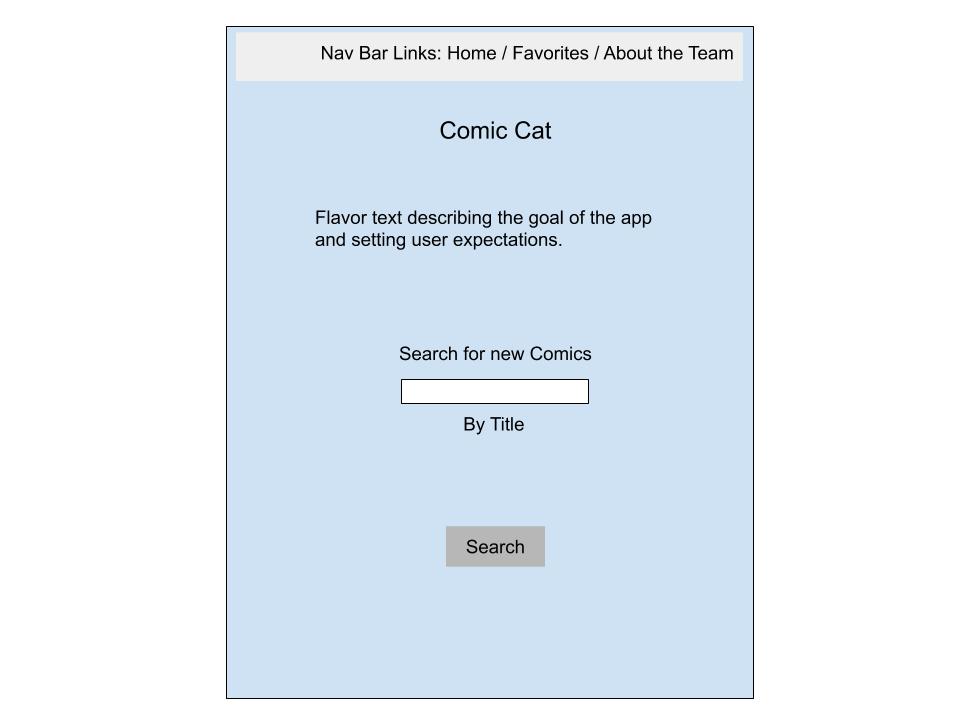 Nav Bar Links: Home / Favorites / About the Team
Comic Cat
Flavor text describing the goal of the app
and setting user expectations.
Search for new Comics
By Title
Search